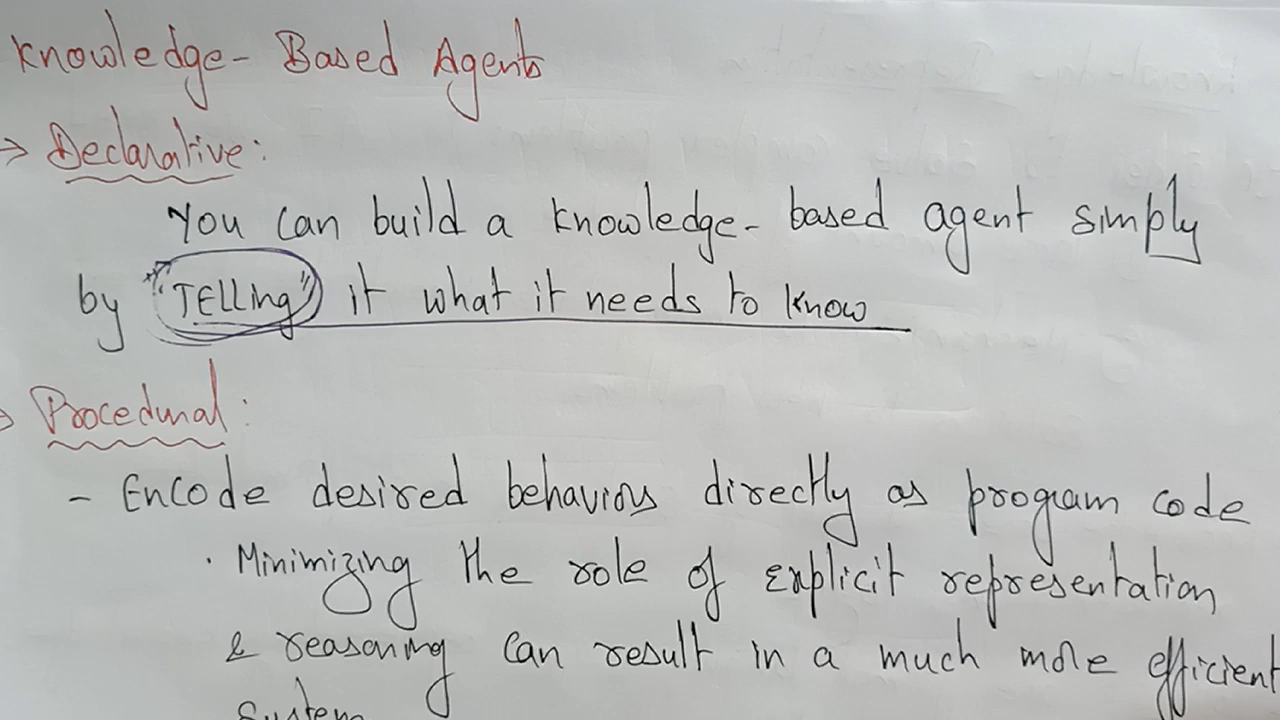 Knowledge-Based Agents
→ Declarative:
You can build a knowledge-based agent simply
by "TELLing" it what it needs to know
→ Procedural:
- Encode desired behaviors directly as program code
· Minimizing the role of explicit representation
& reasoning can result in a much more efficient
System